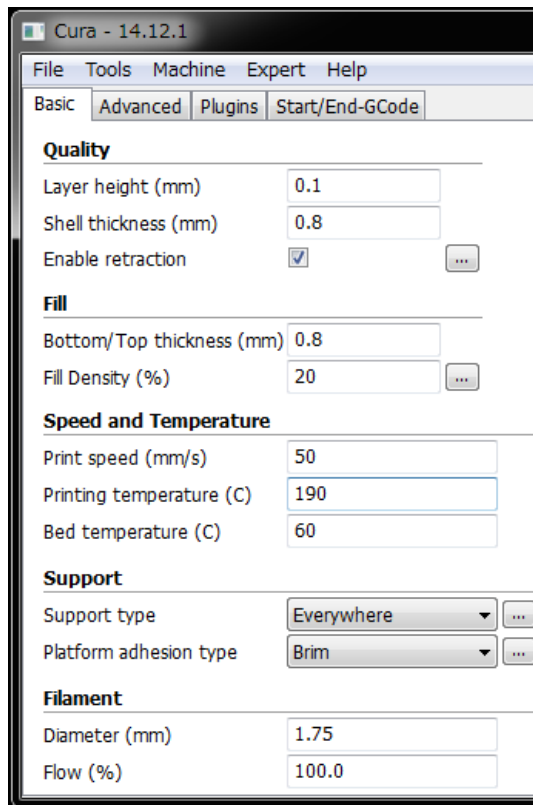 Cura - 14.12.1
File Tools Machine Expert Help
Basic Advanced Plugins Start/End-GCode
Quality
Layer height (mm) 0.1
Shell thickness (mm) 0.8
Enable retraction ...
Fill
Bottom/Top thickness (mm) 0.8
Fill Density (%) 20 ...
Speed and Temperature
Print speed (mm/s) 50
Printing temperature (C) 190
Bed temperature (C) 60
Support
Support type Everywhere ...
Platform adhesion type Brim ...
Filament
Diameter (mm) 1.75
Flow (%) 100.0